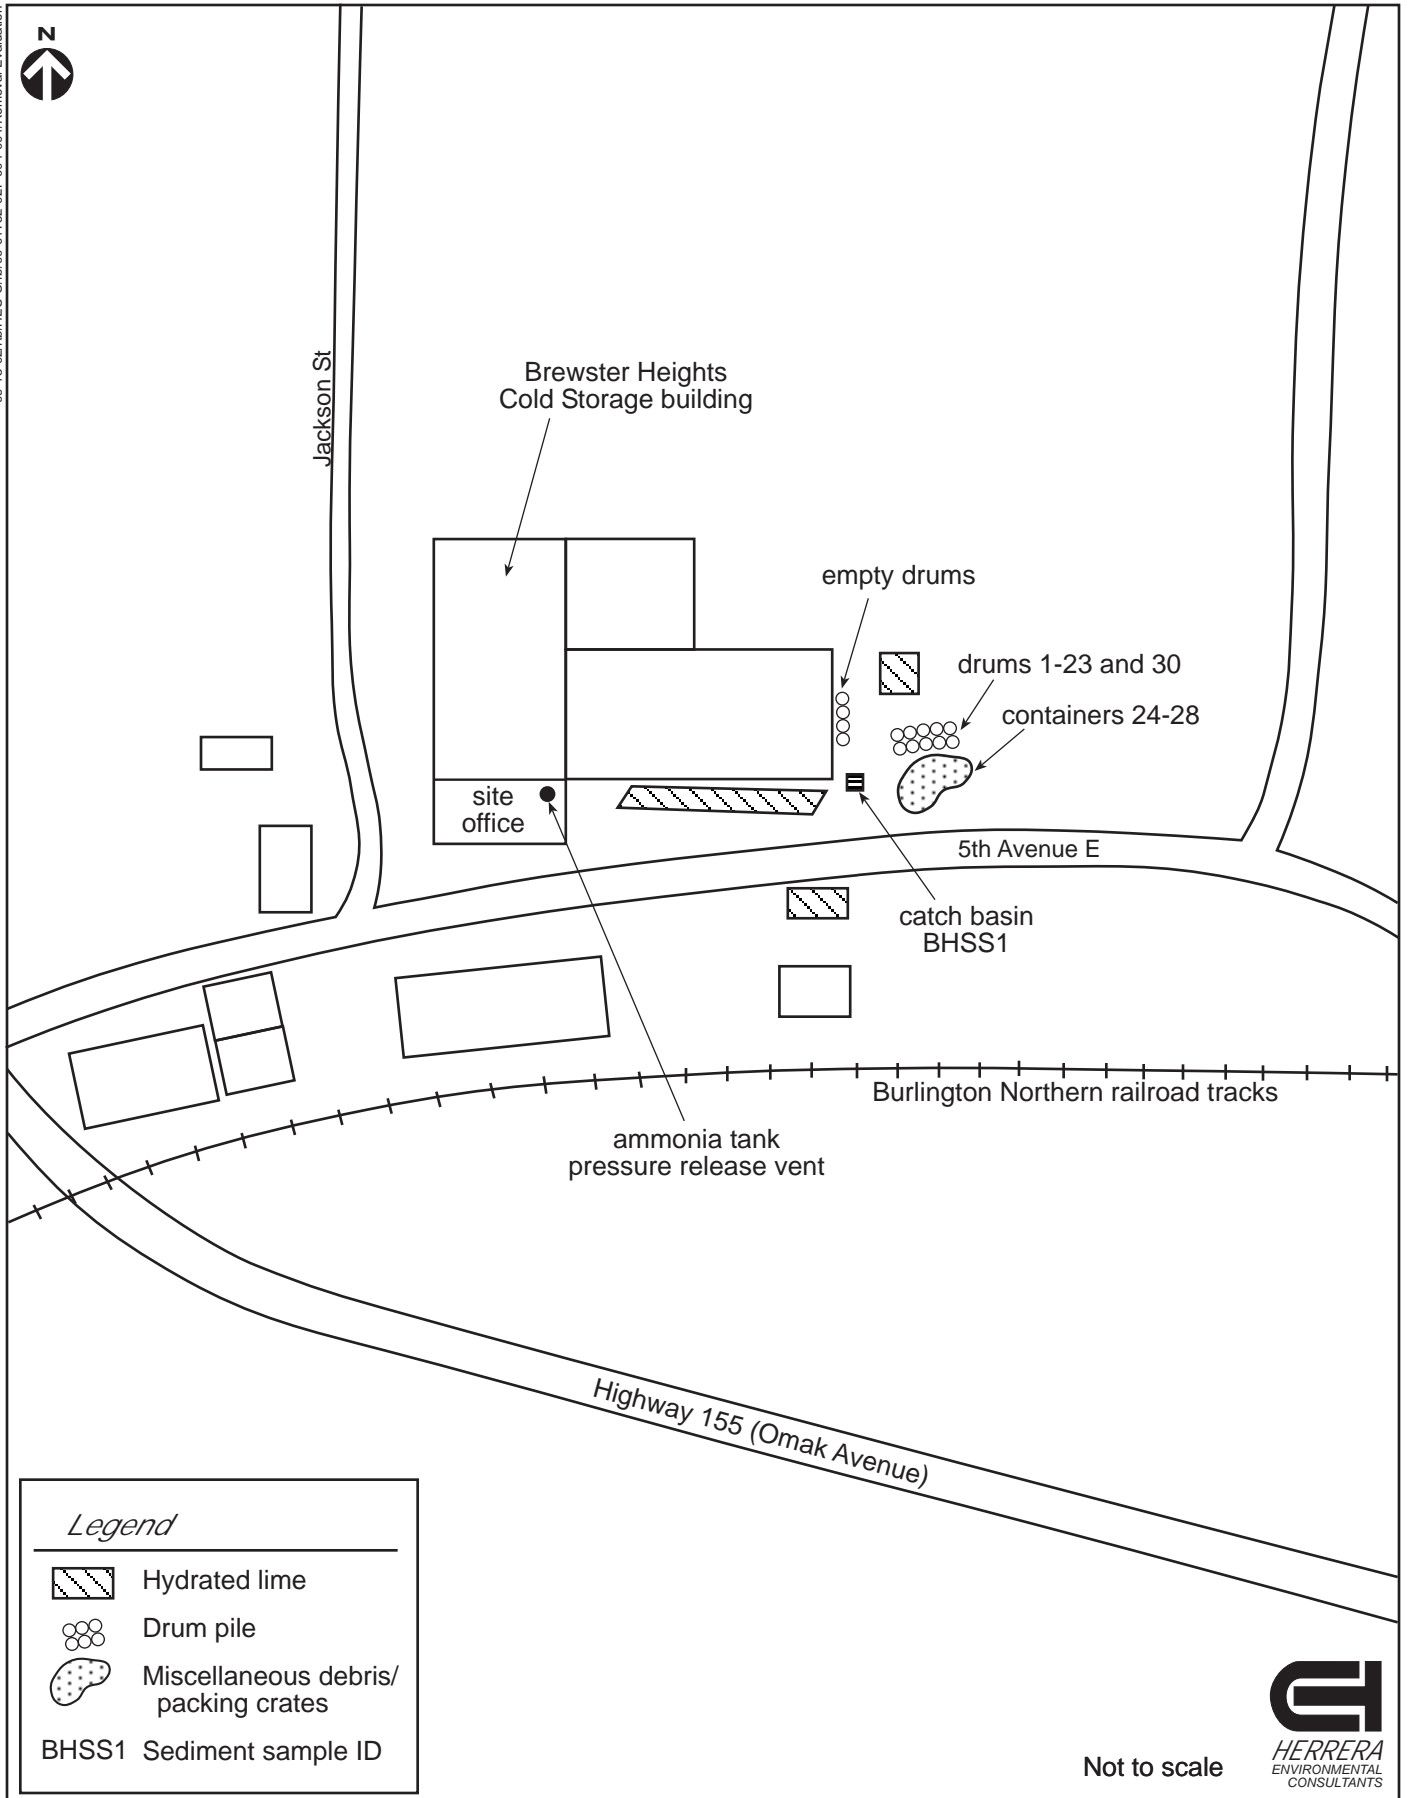 N
Jackson St
Brewster Heights
Cold Storage building
empty drums
drums 1-23 and 30
containers 24-28
site
office
5th Avenue E
catch basin
BHSS1
Burlington Northern railroad tracks
ammonia tank
pressure release vent
Highway 155 (Omak Avenue)
Legend
Hydrated lime
Drum pile
Miscellaneous debris/
packing crates
BHSS1 Sediment sample ID
Not to scale
HERRERA
ENVIRONMENTAL
CONSULTANTS